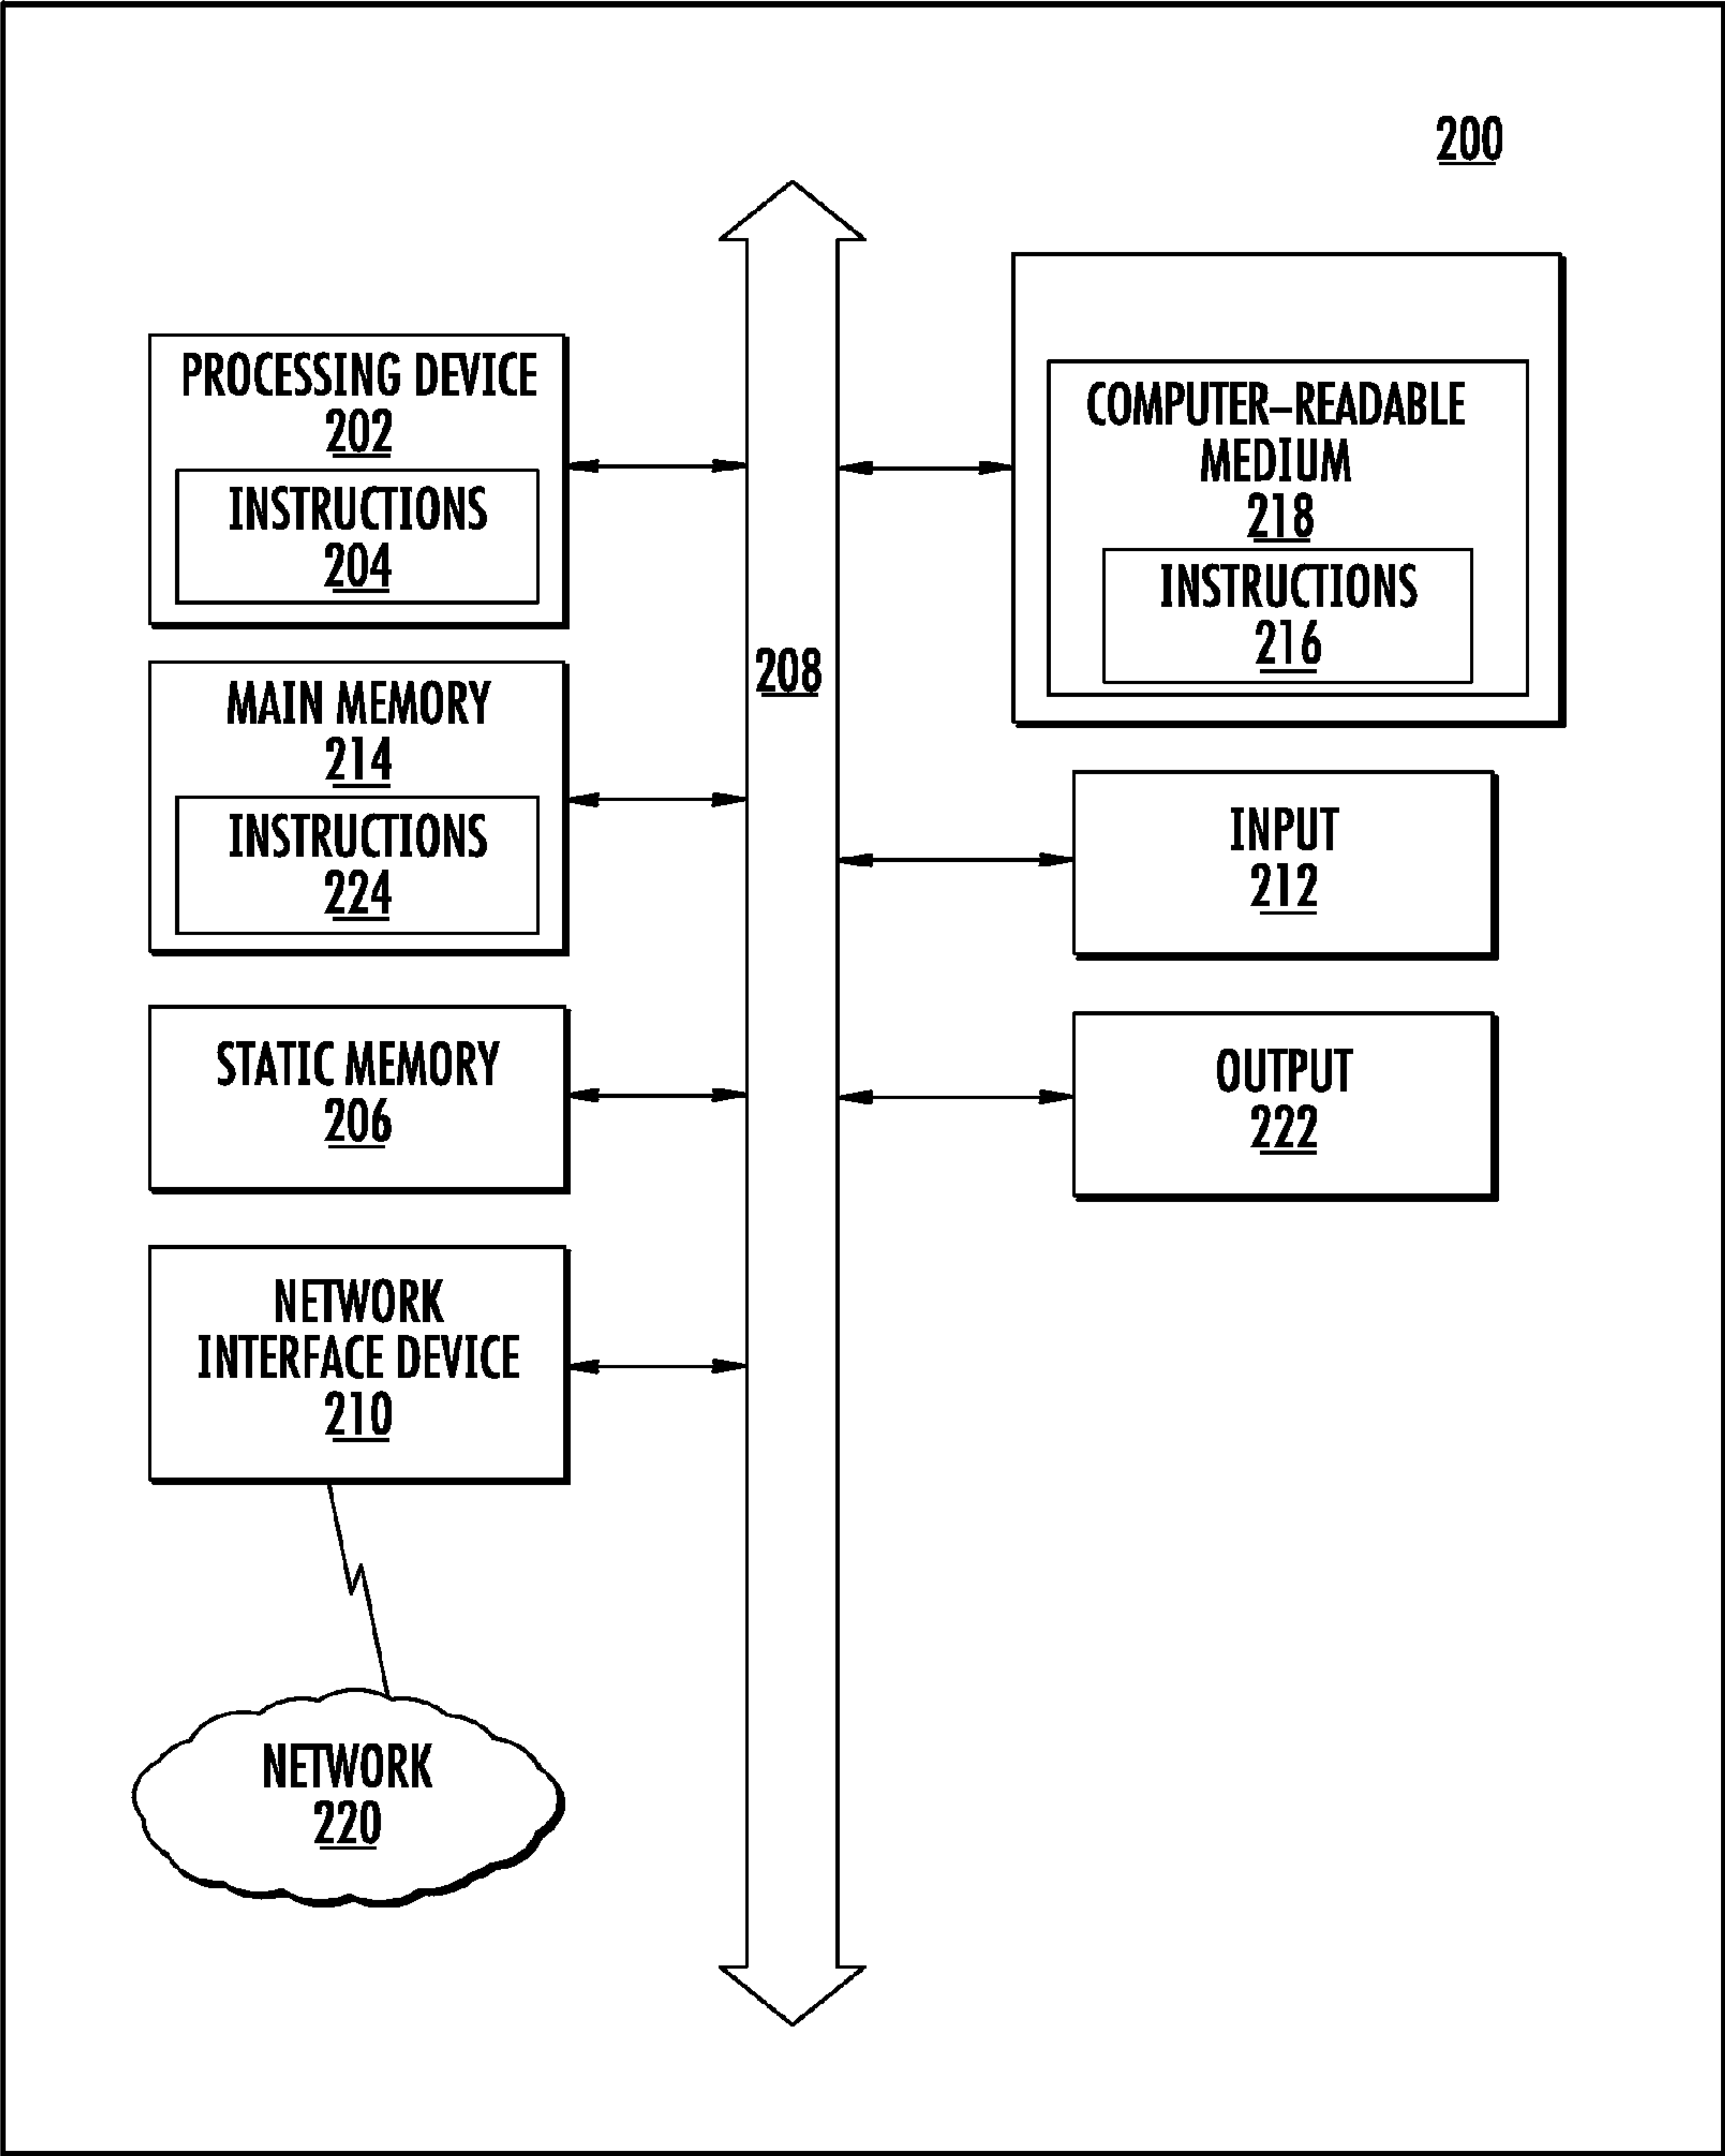 200
PROCESSING DEVICE
202
INSTRUCTIONS
204
MAIN MEMORY
214
INSTRUCTIONS
224
STATIC MEMORY
206
NETWORK
INTERFACE DEVICE
210
NETWORK
220
208
COMPUTER–READABLE
MEDIUM
218
INSTRUCTIONS
216
INPUT
212
OUTPUT
222